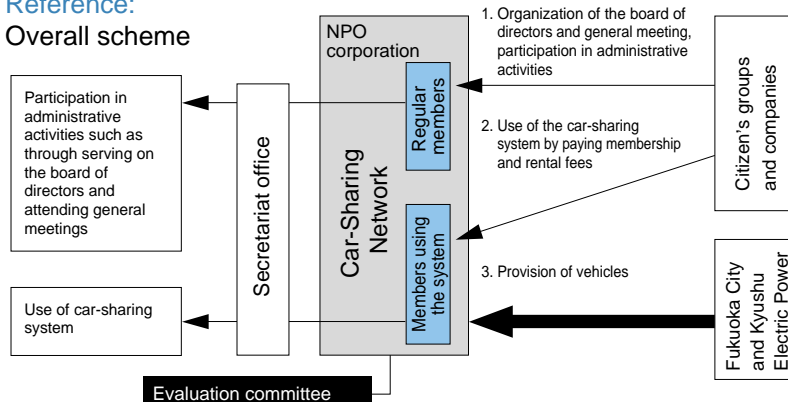 Reference:
Overall scheme
NPO
corporation
Regular
members
Car-Sharing
Network
Members using
the system
Secretariat office
Participation in
administrative
activities such as
through serving on
the board of
directors and
attending general
meetings
Use of car-sharing
system
Evaluation committee
1. Organization of the board of
directors and general meeting,
participation in administrative
activities
2. Use of the car-sharing
system by paying membership
and rental fees
3. Provision of vehicles
Citizen's groups
and companies
Fukuoka City
and Kyushu
Electric Power